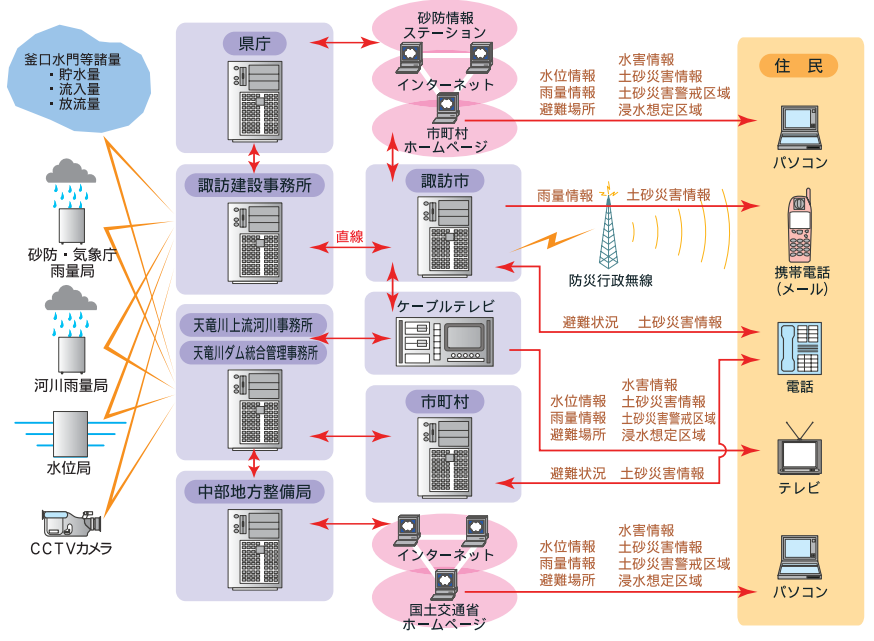 釜口水門等諸量
・貯水量
・流入量
・放流量
砂防・気象庁
雨量局
河川雨量局
水位局
CCTVカメラ
県庁
諏訪建設事務所
天竜川上流河川事務所
天竜川ダム統合管理事務所
中部地方整備局
砂防情報
ステーション
インターネット
市町村
ホームページ
諏訪市
直線
ケーブルテレビ
市町村
インターネット
国土交通省
ホームページ
水害情報
水位情報 土砂災害情報
雨量情報 土砂災害警戒区域
避難場所 浸水想定区域
雨量情報
土砂災害情報
防災行政無線
避難状況 土砂災害情報
水害情報
水位情報 土砂災害情報
雨量情報 土砂災害警戒区域
避難場所 浸水想定区域
避難状況 土砂災害情報
水害情報
水位情報 土砂災害情報
雨量情報 土砂災害警戒区域
避難場所 浸水想定区域
住 民
パソコン
携帯電話
(メール)
電話
テレビ
パソコン